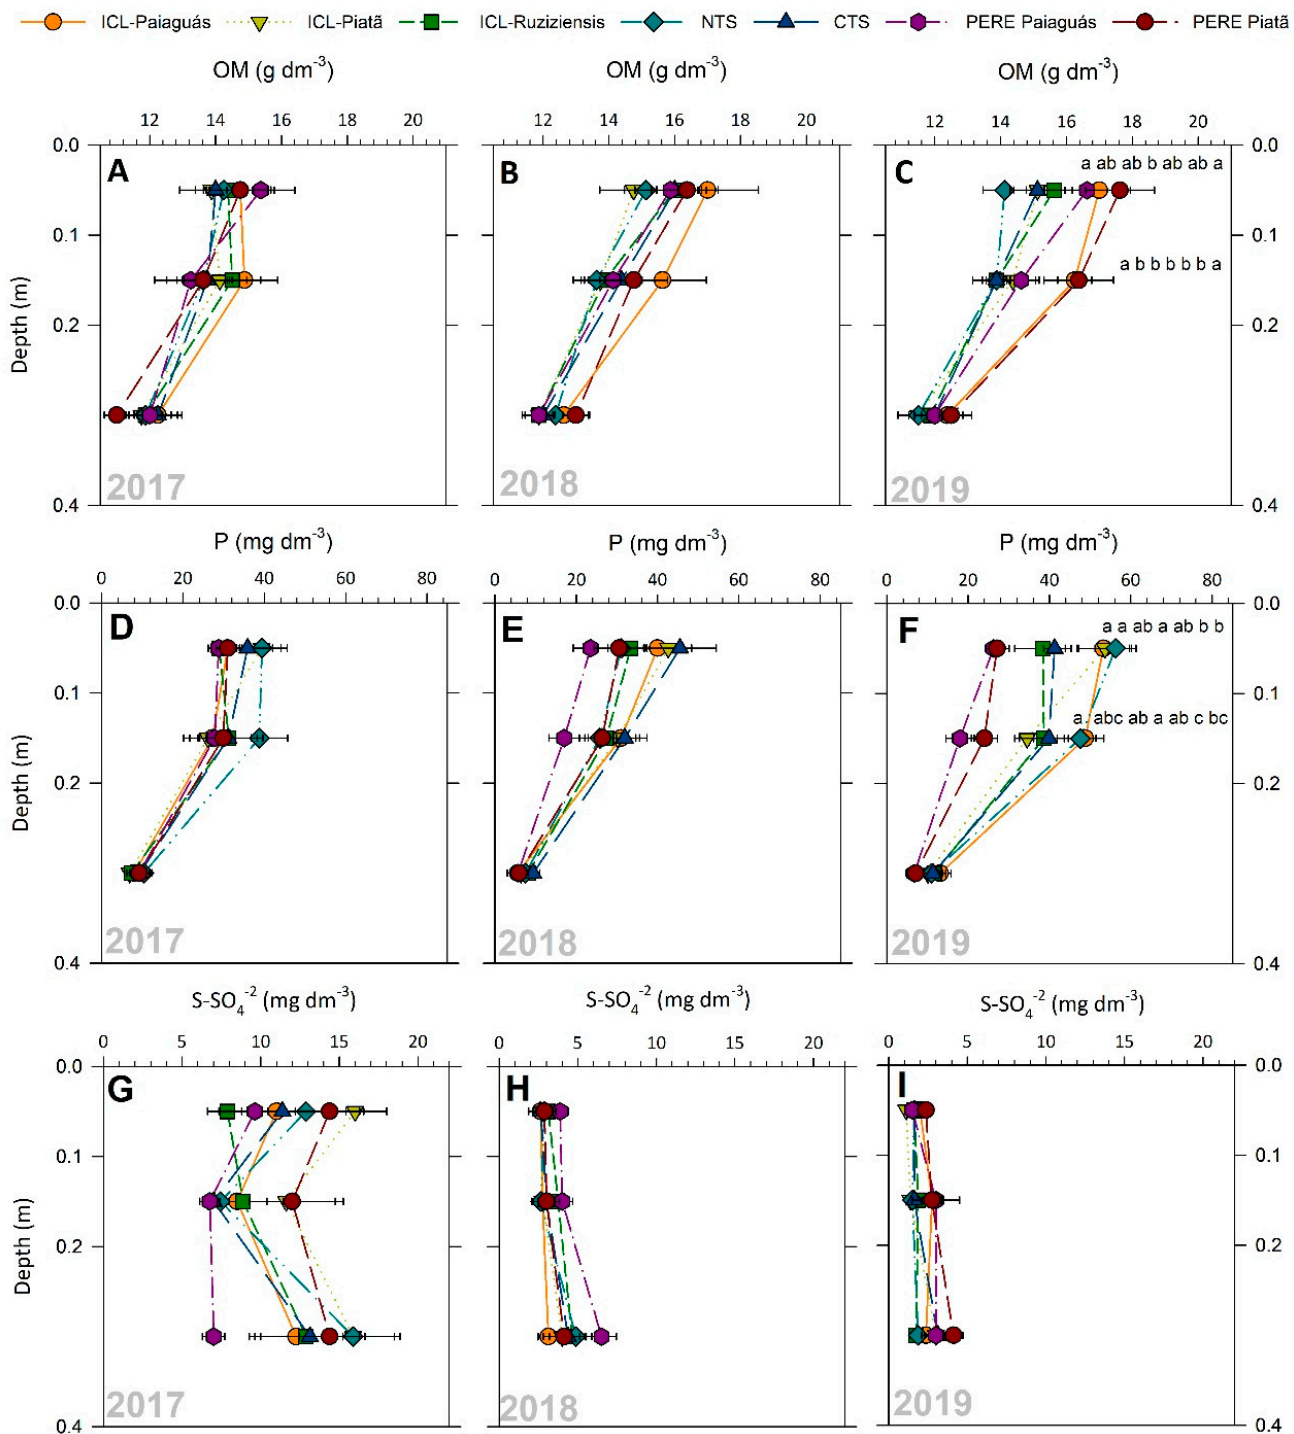 ICL-Paiaguás ICL-Piatã ICL-Ruziziensis NTS CTS PERE Paiaguás PERE Piatã
OM (g dm-3) OM (g dm-3) OM (g dm-3)
12 14 16 18 20 12 14 16 18 20 12 14 16 18 20
0.0 0.0
A B C a ab ab b ab ab a
0.1 0.1
a b b b b b a
Depth (m)
0.2 0.2
2017 2018 2019
0.4 0.4
P (mg dm-3) P (mg dm-3) P (mg dm-3)
0 20 40 60 80 0 20 40 60 80 0 20 40 60 80
0.0 0.0
D E F a a ab a ab b b
0.1 0.1
a abc ab a ab c bc
Depth (m)
0.2 0.2
2017 2018 2019
0.4 0.4
S-SO4-2 (mg dm-3) S-SO4-2 (mg dm-3) S-SO4-2 (mg dm-3)
0 5 10 15 20 0 5 10 15 20 0 5 10 15 20
0.0 0.0
G H I
0.1 0.1
Depth (m)
0.2 0.2
2017 2018 2019
0.4 0.4